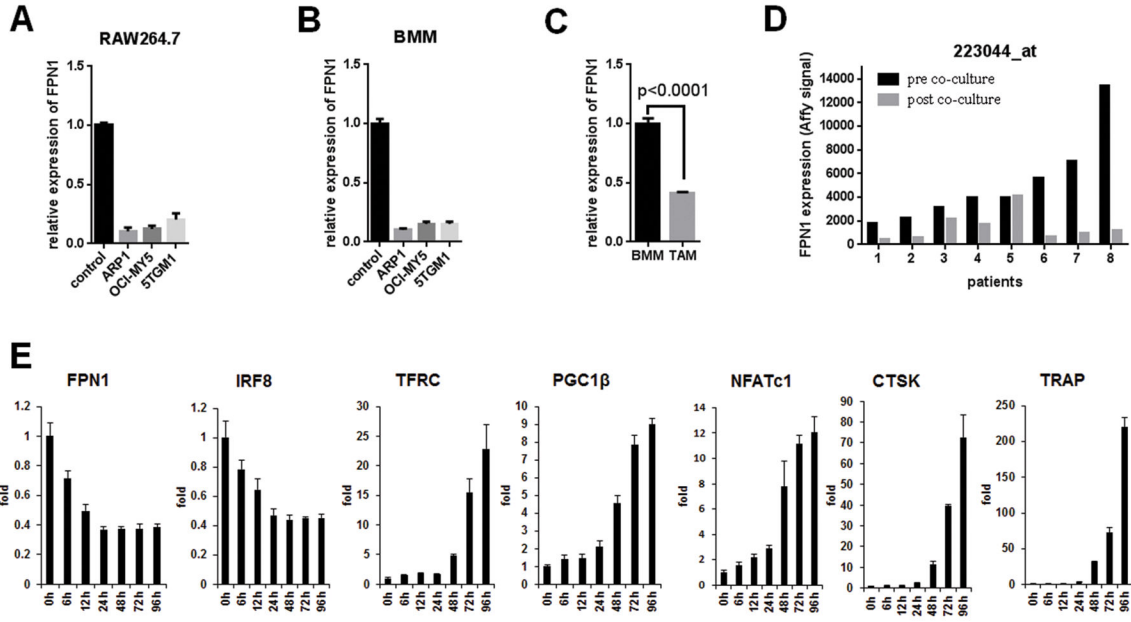 A
RAW264.7
relative expression of FPN1
1.5
1.0
0.5
0.0
control
ARP1
OCI-MY5
5TGM1
B
BMM
relative expression of FPN1
1.5
1.0
0.5
0.0
control
ARP1
OCI-MY5
5TGM1
C
relative expression of FPN1
1.5
1.0
0.5
0.0
p<0.0001
BMM TAM
D
223044_at
FPN1 expression (Affy signal)
14000
12000
10000
8000
6000
4000
2000
0
pre co-culture
post co-culture
1 2 3 4 5 6 7 8
patients
E
FPN1
fold
1.2
1
0.8
0.6
0.4
0.2
0
0h 6h 12h 24h 48h 72h 96h
IRF8
fold
1.2
1
0.8
0.6
0.4
0.2
0
0h 6h 12h 24h 48h 72h 96h
TFRC
fold
30
25
20
15
10
5
0
0h 6h 12h 24h 48h 72h 96h
PGC1β
fold
10
9
8
7
6
5
4
3
2
1
0
0h 6h 12h 24h 48h 72h 96h
NFATc1
fold
14
12
10
8
6
4
2
0
0h 6h 12h 24h 48h 72h 96h
CTSK
fold
90
80
70
60
50
40
30
20
10
0
0h 6h 12h 24h 48h 72h 96h
TRAP
fold
250
200
150
100
50
0
0h 6h 12h 24h 48h 72h 96h